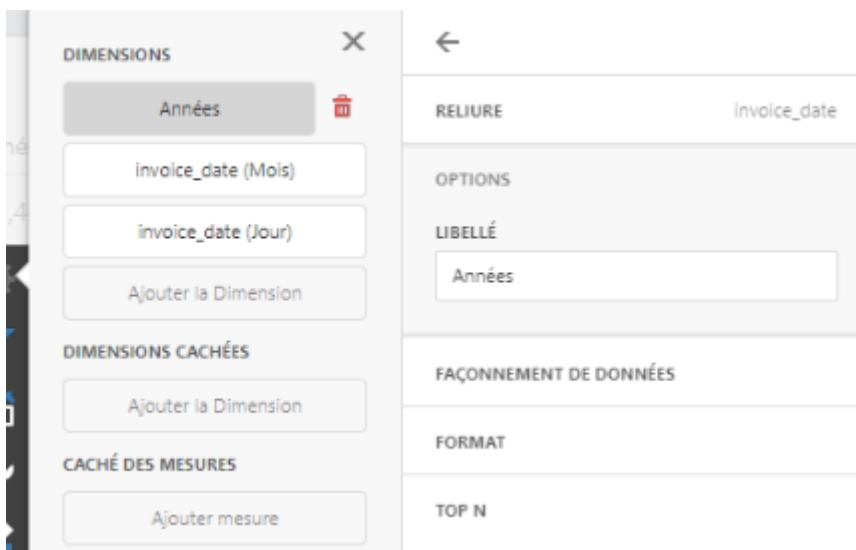 DIMENSIONS
Années
invoice_date (Mois)
invoice_date (Jour)
Ajouter la Dimension
DIMENSIONS CACHÉES
Ajouter la Dimension
CACHÉ DES MESURES
Ajouter mesure
RELIURE invoice_date
OPTIONS
LIBELLÉ
Années
FAÇONNEMENT DE DONNÉES
FORMAT
TOP N